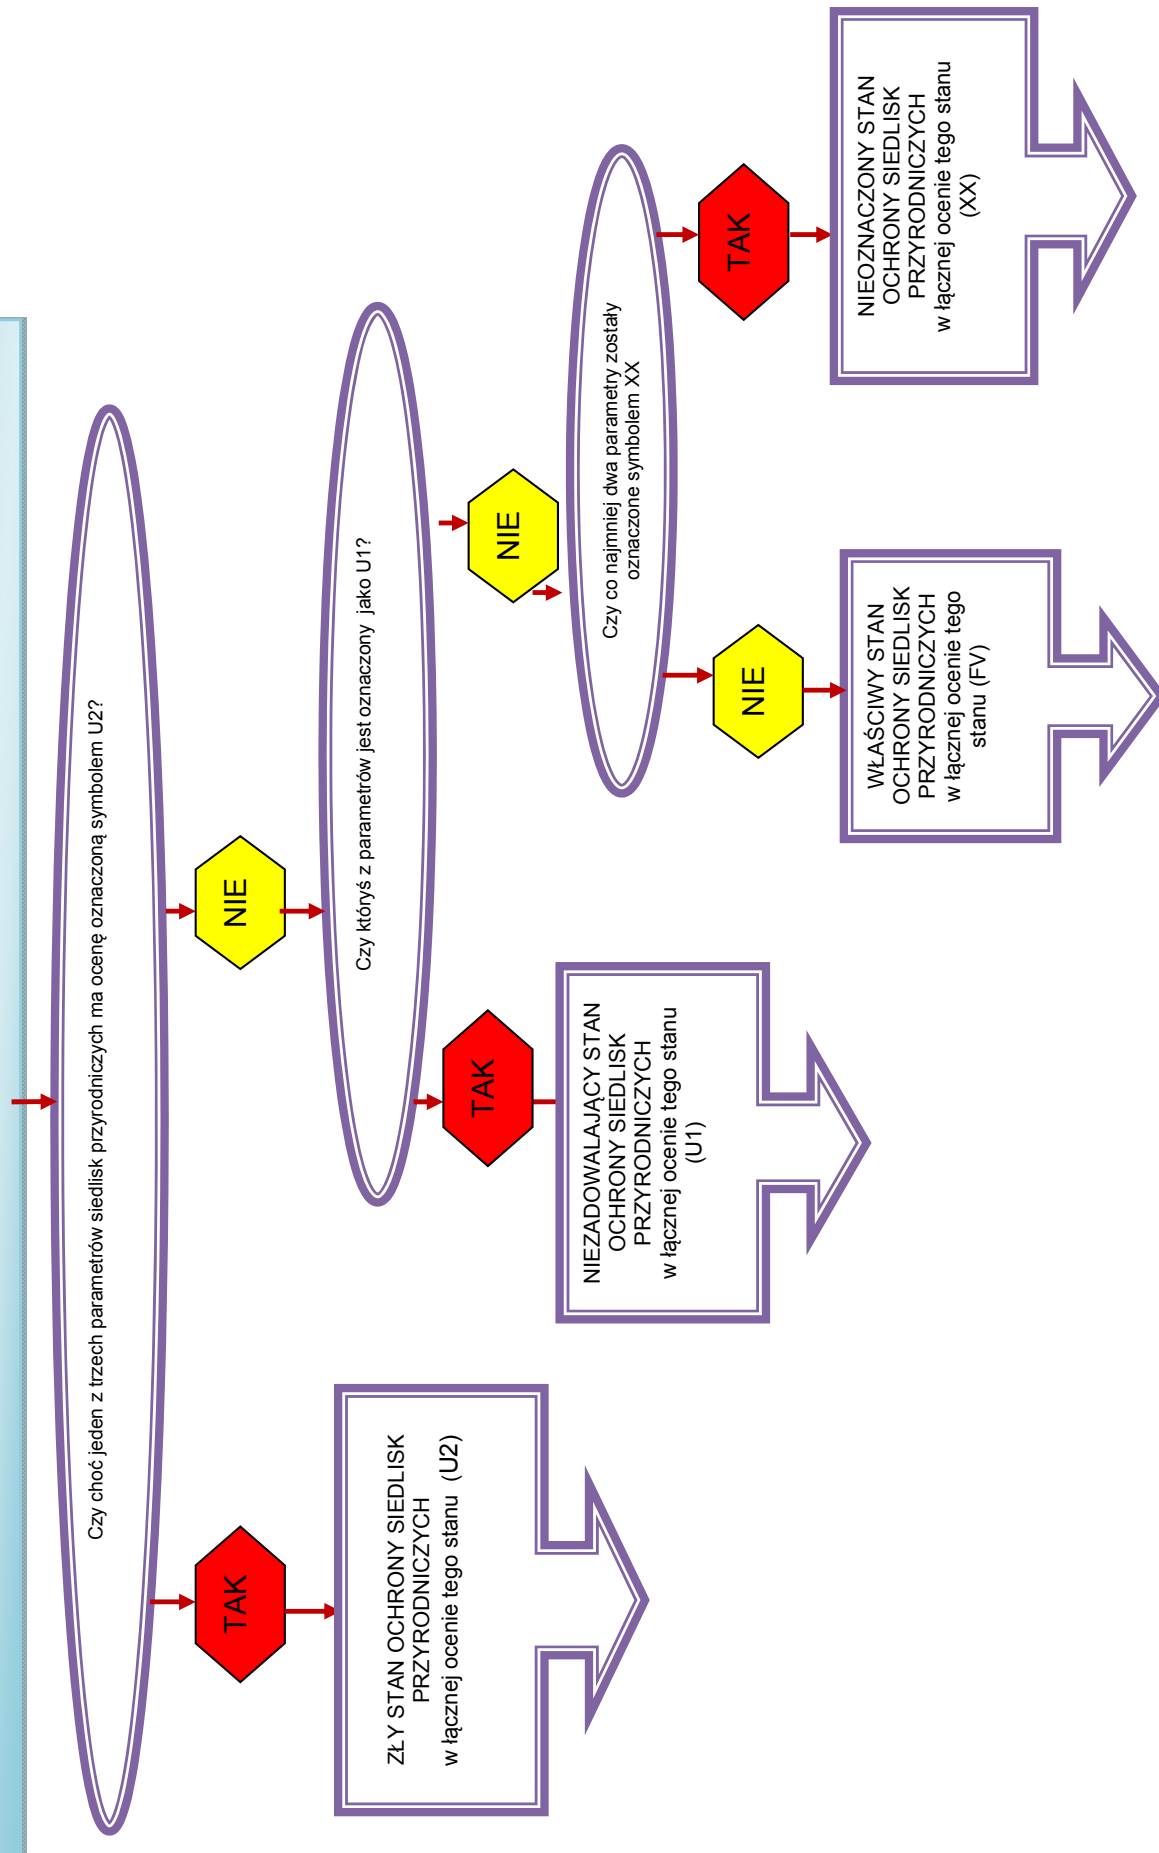 Czy choć jeden z trzech parametrów siedlisk przyrodniczych ma ocenę oznaczoną symbolem U2?
TAK
NIE
ZŁY STAN OCHRONY SIEDLISK
PRZYRODNICZYCH
w łącznej ocenie tego stanu (U2)
Czy któryś z parametrów jest oznaczony jako U1?
TAK
NIE
NIEZADOWALAJĄCY STAN
OCHRONY SIEDLISK
PRZYRODNICZYCH
w łącznej ocenie tego stanu
(U1)
Czy co najmniej dwa parametry zostały
oznaczone symbolem XX
NIE
TAK
WŁAŚCIWY STAN
OCHRONY SIEDLISK
PRZYRODNICZYCH
w łącznej ocenie tego
stanu (FV)
NIEOZNACZONY STAN
OCHRONY SIEDLISK
PRZYRODNICZYCH
w łącznej ocenie tego stanu
(XX)